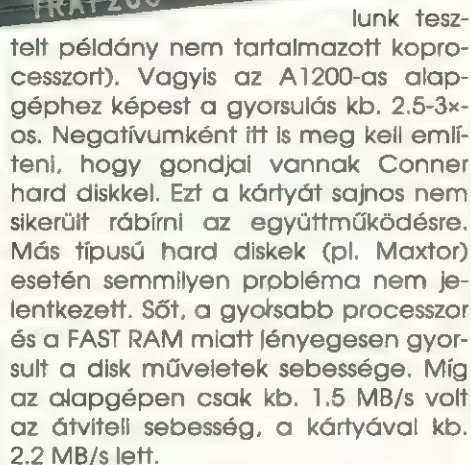 lunk tesz-
telt példány nem tartalmazott kopro-
cesszort). Vagyis az A1200-as alap-
géphez képest a gyorsulás kb. 2.5-3×-
os. Negatívumként itt is meg kell emlí-
teni, hogy gondjai vannak Conner
hard diskkel. Ezt a kártyát sajnos nem
sikerült rábírni az együttműködésre.
Más típusú hard diskek (pl. Maxtor)
esetén semmilyen probléma nem je-
lentkezett. Sőt, a gyorsabb processzor
és a FAST RAM miatt lényegesen gyor-
sult a disk műveletek sebessége. Míg
az alapgépen csak kb. 1.5 MB/s volt
az átviteli sebesség, a kártyával kb.
2.2 MB/s lett.